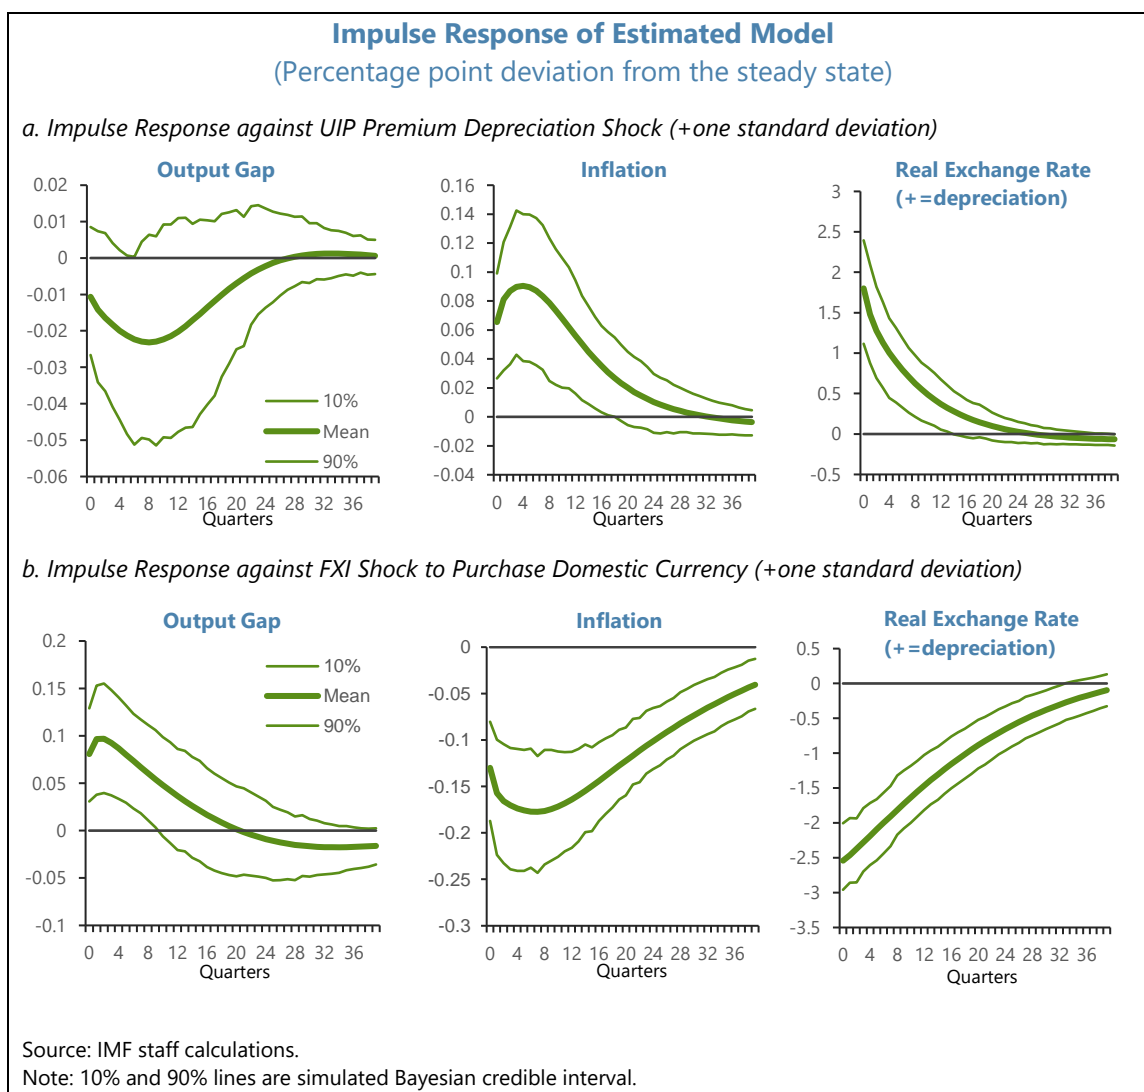 Impulse Response of Estimated Model
(Percentage point deviation from the steady state)
a. Impulse Response against UIP Premium Depreciation Shock (+one standard deviation)
Output Gap
0.02
0.01
0
-0.01
-0.02
-0.03
-0.04
-0.05
-0.06
10%
Mean
90%
0 4 8 12 16 20 24 28 32 36
Quarters
Inflation
0.16
0.14
0.12
0.1
0.08
0.06
0.04
0.02
0
-0.02
-0.04
0 4 8 12 16 20 24 28 32 36
Quarters
Real Exchange Rate
(+=depreciation)
3
2.5
2
1.5
1
0.5
0
-0.5
0 4 8 12 16 20 24 28 32 36
Quarters
b. Impulse Response against FXI Shock to Purchase Domestic Currency (+one standard deviation)
Output Gap
0.2
0.15
0.1
0.05
0
-0.05
-0.1
10%
Mean
90%
0 4 8 12 16 20 24 28 32 36
Quarters
Inflation
0
-0.05
-0.1
-0.15
-0.2
-0.25
-0.3
0 4 8 12 16 20 24 28 32 36
Quarters
Real Exchange Rate
(+=depreciation)
0.5
0
-0.5
-1
-1.5
-2
-2.5
-3
-3.5
0 4 8 12 16 20 24 28 32 36
Quarters
Source: IMF staff calculations.
Note: 10% and 90% lines are simulated Bayesian credible interval.